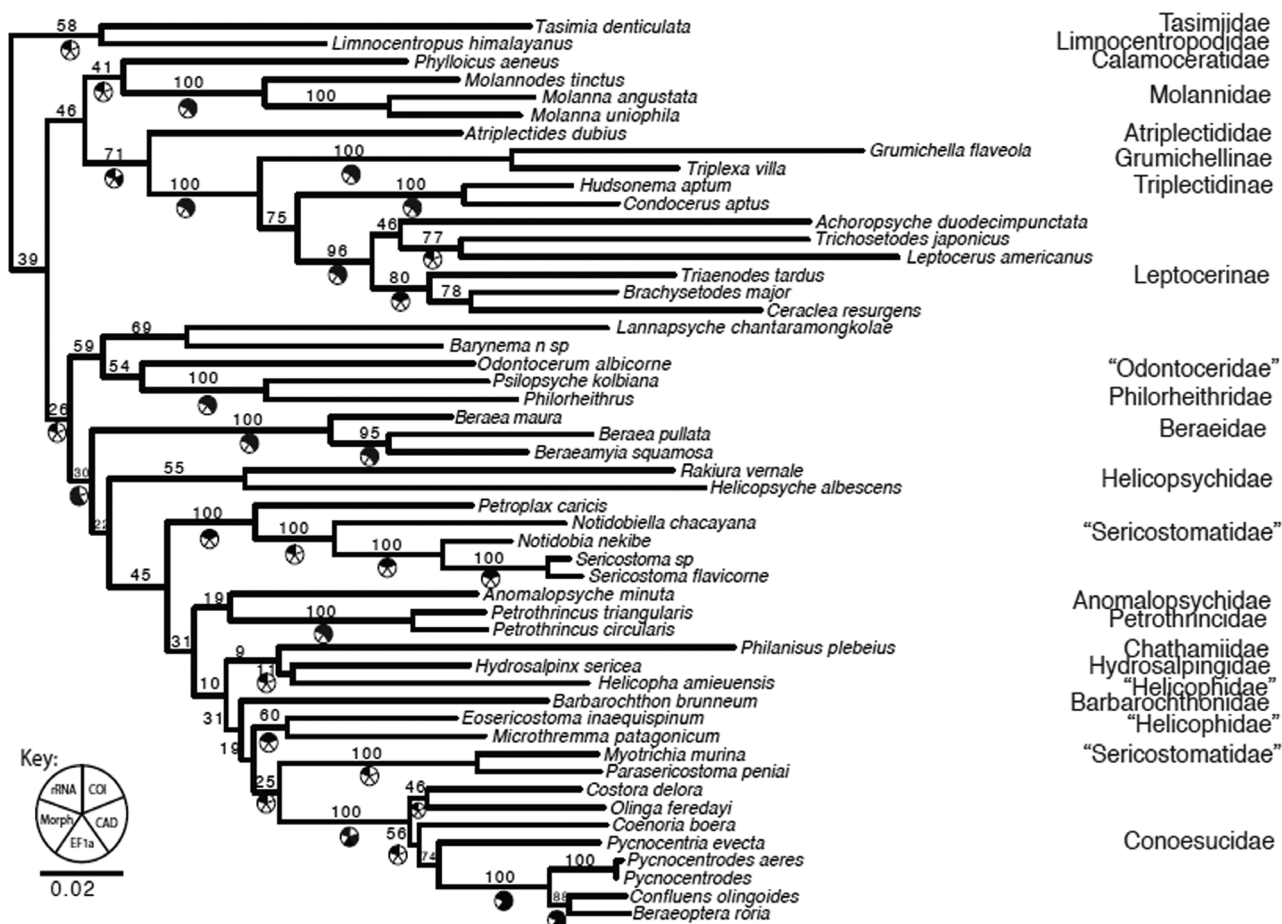 58
Tasimia denticulata
Tasimiidae
Limnocentropus himalayanus
Limnocentropodidae
41
Phylloicus aeneus
Calamoceratidae
100
Molannodes tinctus
100
Molanna angustata
Molannidae
46
Molanna uniophila
Atriplectides dubius
Atriplectididae
71
100
Grumichella flaveola
Grumichellinae
Triplexa villa
100
100
Hudsonema aptum
Triplectidinae
Condocerus aptus
75
46
Achoropsyche duodecimpunctata
77
Trichosetodes japonicus
96
Leptocerus americanus
39
80
Triaenodes tardus
Leptocerinae
78
Brachysetodes major
Ceraclea resurgens
69
Lannapsyche chantaramongkolae
59
Barynema n sp
54
Odontocerum albicorne
“Odontoceridae”
100
Psilopsyche kolbiana
Philorheithrus
Philorheithridae
26
100
Beraea maura
95
Beraea pullata
Beraeidae
Beraeamyia squamosa
30
55
Rakiura vernale
Helicopsyche albescens
Helicopsychidae
100
Petroplax caricis
22
100
Notidobiella chacayana
“Sericostomatidae”
100
Notidobia nekibe
100
Sericostoma sp
45
Sericostoma flavicorne
19
Anomalopsyche minuta
Anomalopsychidae
100
Petrothrincus triangularis
Petrothrincidae
Petrothrincus circularis
31
9
Philanisus plebeius
Chathamiidae
11
Hydrosalpinx sericea
Hydrosalpingidae
10
Helicopha amieuensis
“Helicophidae”
Barbarochthon brunneum
Barbarochthonidae
31
60
Eosericostoma inaequispinum
“Helicophidae”
Microthremma patagonicum
19
100
Myotrichia murina
“Sericostomatidae”
Parasericostoma peniai
25
46
Costora delora
100
Olinga feredayi
56
Coenoria boera
74
Pycnocentria evecta
Conoesucidae
100
Pycnocentrodes aeres
100
Pycnocentrodes
88
Confluens olingoides
Beraeoptera roria
Key:
rRNA
COI
Morph
CAD
EF1a
0.02